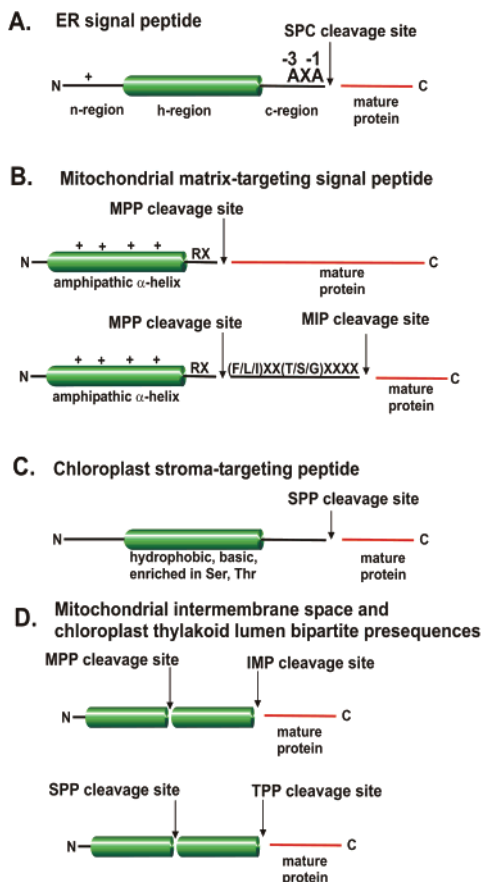 A. ER signal peptide
SPC cleavage site
-3 -1
+ AXA
N C
n-region h-region c-region mature
protein
B. Mitochondrial matrix-targeting signal peptide
MPP cleavage site
+ + + + RX
N C
amphipathic α-helix mature
protein
MPP cleavage site MIP cleavage site
+ + + + RX (F/L/I)XX(T/S/G)XXXX
N C
amphipathic α-helix mature
protein
C. Chloroplast stroma-targeting peptide
SPP cleavage site
N C
hydrophobic, basic, mature
enriched in Ser, Thr protein
D. Mitochondrial intermembrane space and
chloroplast thylakoid lumen bipartite presequences
MPP cleavage site IMP cleavage site
N C
mature
protein
SPP cleavage site TPP cleavage site
N C
mature
protein